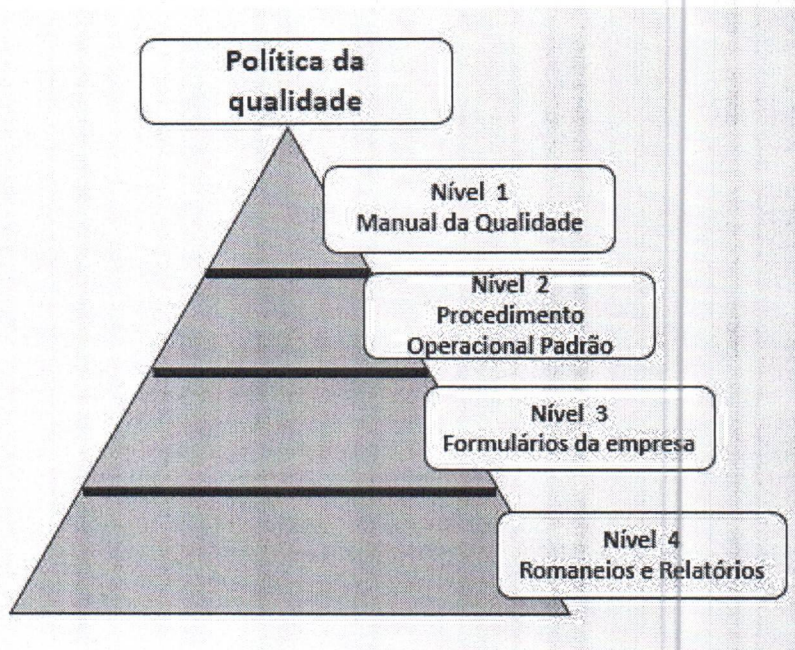 Política da
qualidade
Nível 1
Manual da Qualidade
Nível 2
Procedimento
Operacional Padrão
Nível 3
Formulários da empresa
Nível 4
Romaneios e Relatórios